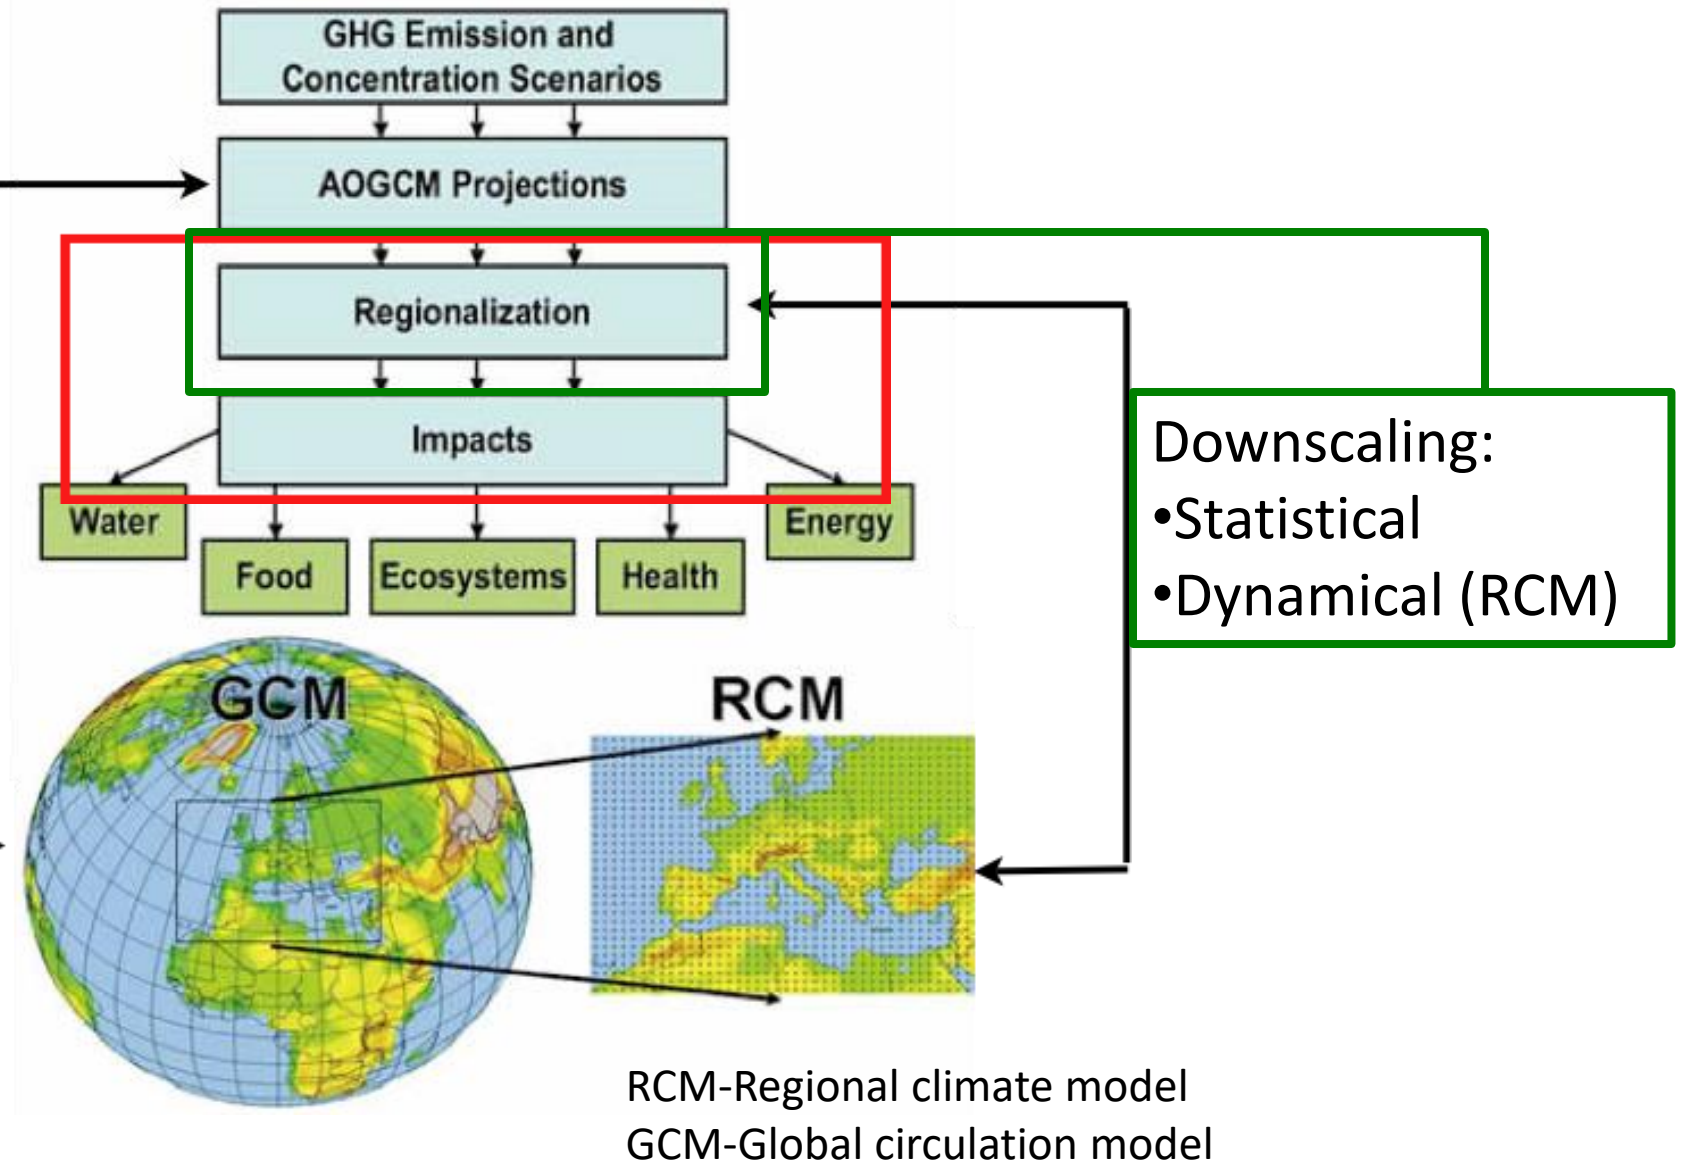 GHG Emission and
Concentration Scenarios
AOGCM Projections
Regionalization
Impacts
Water
Energy
Food
Ecosystems
Health
Downscaling:
•Statistical
•Dynamical (RCM)
GCM
RCM
RCM-Regional climate model
GCM-Global circulation model